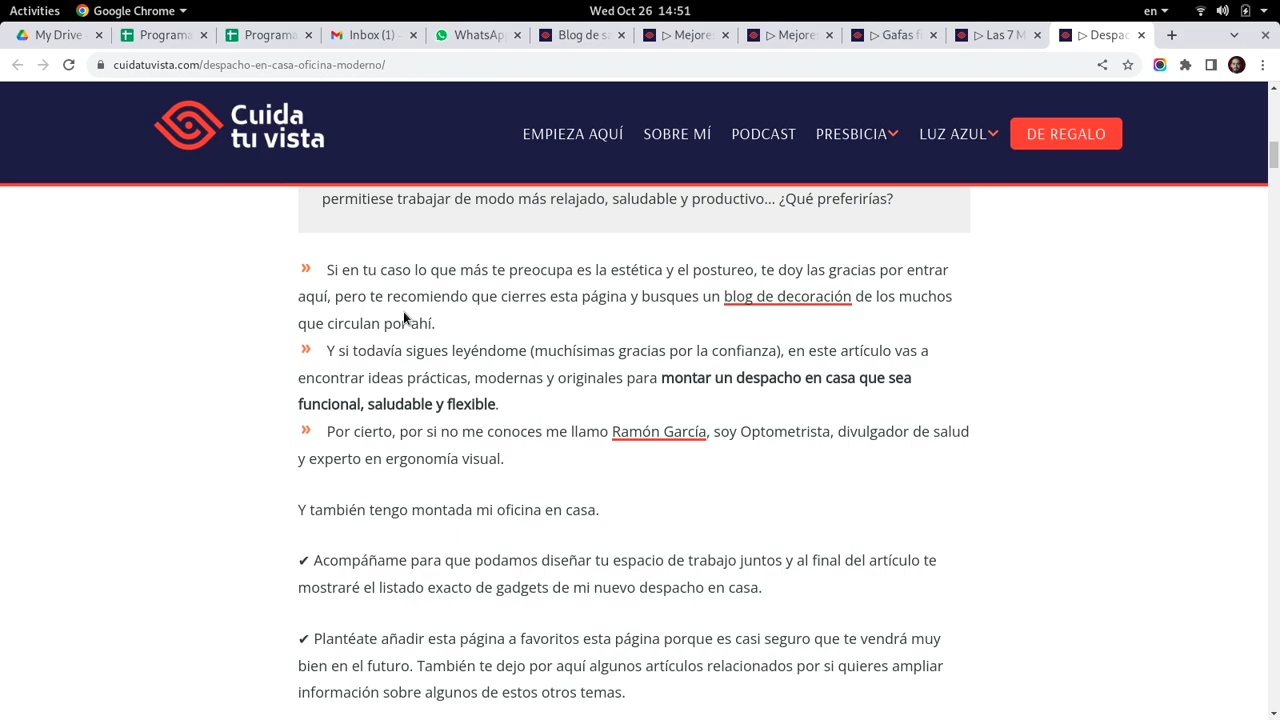 Activities
Google Chrome
Wed Oct 26  14:51
en
My Drive -
Programa
Programa
Inbox (1) -
WhatsApp
Blog de sa
▷ Mejores
▷ Mejores
▷ Gafas f
▷ Las 7 M
▷ Despac
cuidatuvista.com/despacho-en-casa-oficina-moderno/
Cuida
tu vista
EMPIEZA AQUÍ
SOBRE MÍ
PODCAST
PRESBICIA
LUZ AZUL
DE REGALO
permitiese trabajar de modo más relajado, saludable y productivo... ¿Qué preferirías?
» Si en tu caso lo que más te preocupa es la estética y el postureo, te doy las gracias por entrar
aquí, pero te recomiendo que cierres esta página y busques un blog de decoración de los muchos
que circulan por ahí.
» Y si todavía sigues leyéndome (muchísimas gracias por la confianza), en este artículo vas a
encontrar ideas prácticas, modernas y originales para montar un despacho en casa que sea
funcional, saludable y flexible.
» Por cierto, por si no me conoces me llamo Ramón García, soy Optometrista, divulgador de salud
y experto en ergonomía visual.
Y también tengo montada mi oficina en casa.
✔ Acompáñame para que podamos diseñar tu espacio de trabajo juntos y al final del artículo te
mostraré el listado exacto de gadgets de mi nuevo despacho en casa.
✔ Plantéate añadir esta página a favoritos esta página porque es casi seguro que te vendrá muy
bien en el futuro. También te dejo por aquí algunos artículos relacionados por si quieres ampliar
información sobre algunos de estos otros temas.